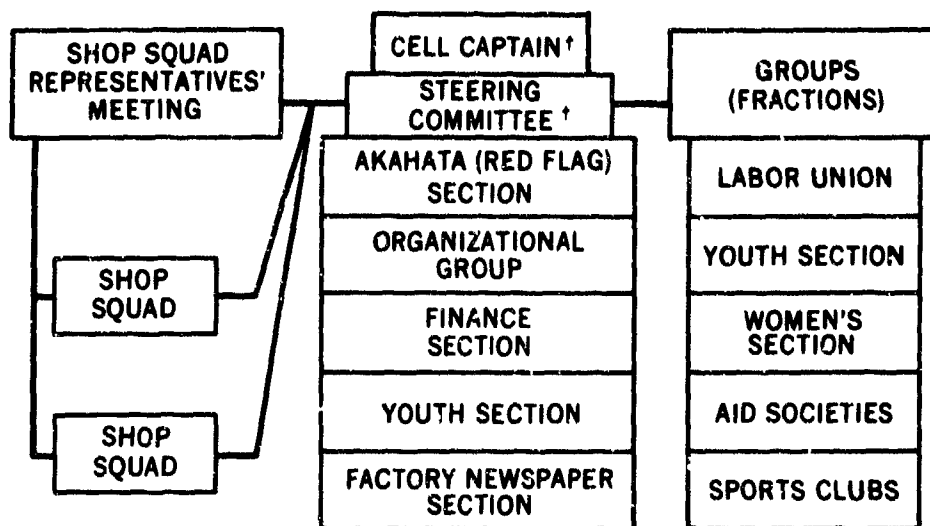 SHOP SQUAD
REPRESENTATIVES'
MEETING
SHOP
SQUAD
SHOP
SQUAD
CELL CAPTAIN†
STEERING
COMMITTEE†
AKAHATA (RED FLAG)
SECTION
ORGANIZATIONAL
GROUP
FINANCE
SECTION
YOUTH SECTION
FACTORY NEWSPAPER
SECTION
GROUPS
(FRACTIONS)
LABOR UNION
YOUTH SECTION
WOMEN'S
SECTION
AID SOCIETIES
SPORTS CLUBS